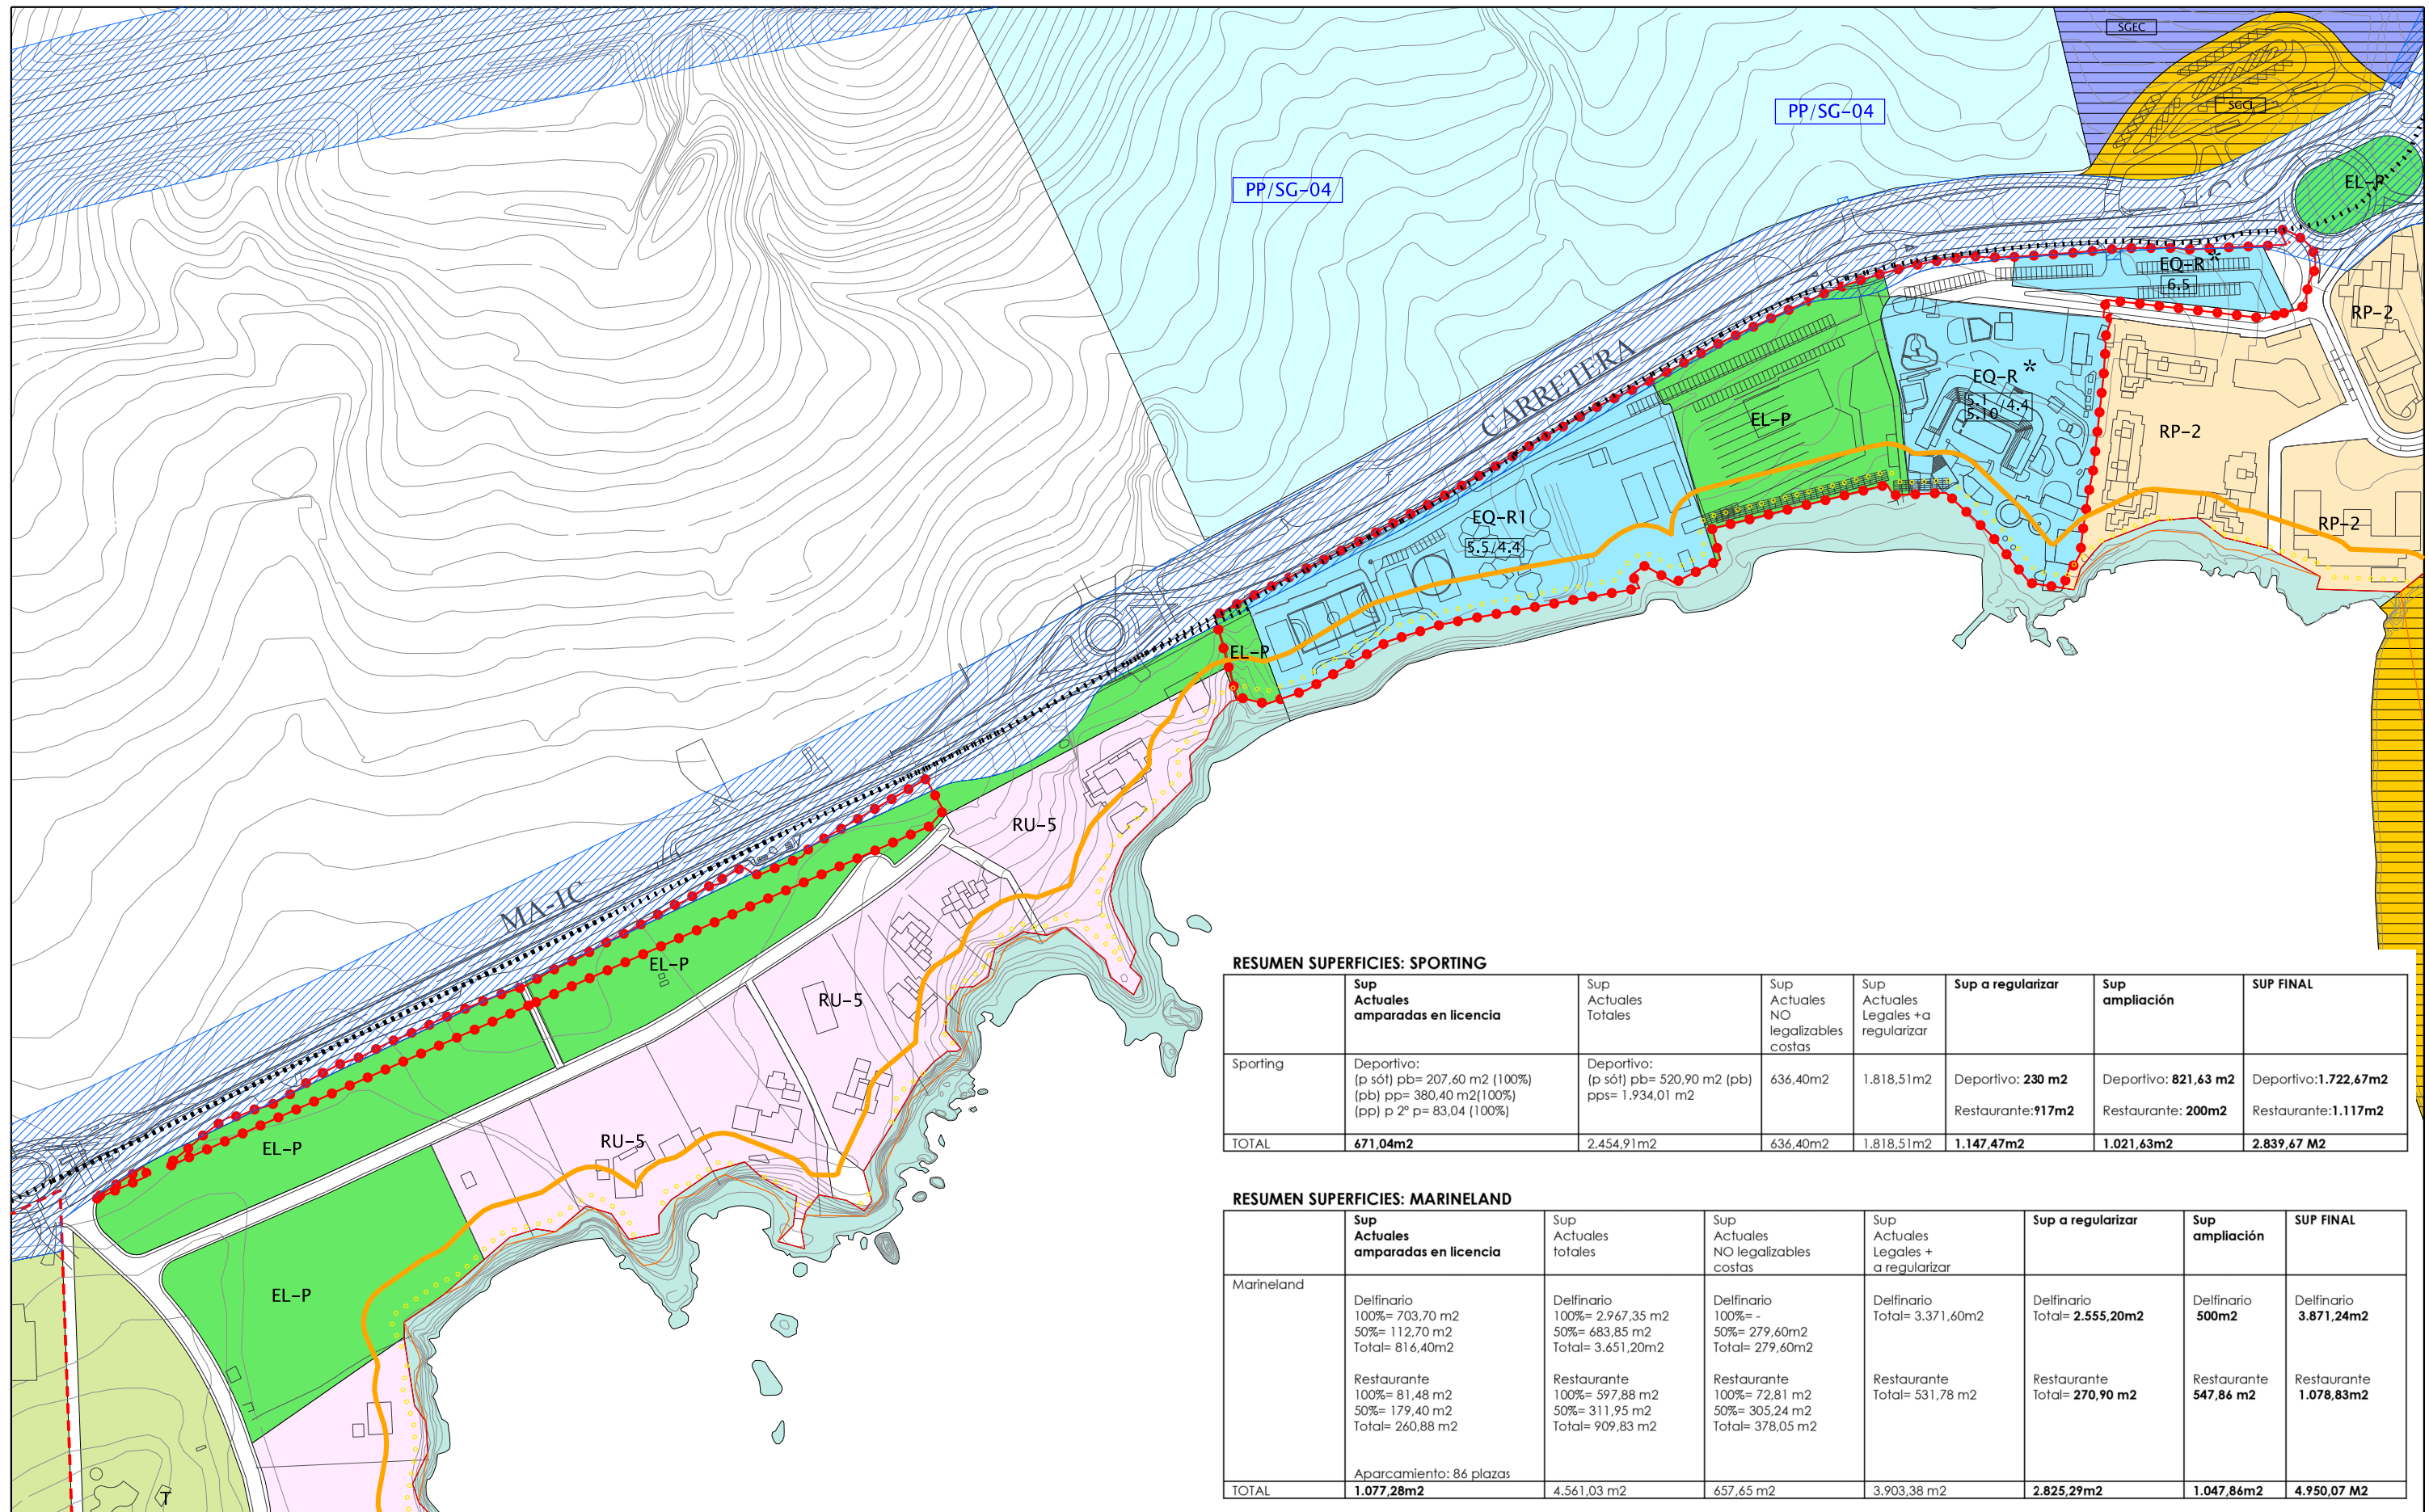 SGEC
SGCL
PP/SG-04
PP/SG-04
EL-P
EQ-R*
6.5
RP-2
CARRETERA
EQ-R*
5.1
5.10/4.4
EL-P
RP-2
EQ-R1
5.5/4.4
RP-2
EL-P
RU-5
MA-1C
EL-P
RU-5
RU-5
EL-P
EL-P
T
RESUMEN SUPERFICIES: SPORTING
Sup Actuales amparadas en licencia | Sup Actuales Totales | Sup Actuales NO legalizables costas | Sup Actuales Legales +a regularizar | Sup a regularizar | Sup ampliación | SUP FINAL
Sporting | Deportivo: | Deportivo:
(p sót) pb= 207,60 m2 (100%) | (p sót) pb= 520,90 m2 (pb) | 636,40m2 | 1.818,51m2 | Deportivo: 230 m2 | Deportivo: 821,63 m2 | Deportivo:1.722,67m2
(pb) pp= 380,40 m2(100%) | pps= 1.934,01 m2
(pp) p 2º p= 83,04 (100%) | Restaurante:917m2 | Restaurante: 200m2 | Restaurante:1.117m2
TOTAL | 671,04m2 | 2.454,91m2 | 636,40m2 | 1.818,51m2 | 1.147,47m2 | 1.021,63m2 | 2.839,67 M2
RESUMEN SUPERFICIES: MARINELAND
Sup Actuales amparadas en licencia | Sup Actuales totales | Sup Actuales NO legalizables costas | Sup Actuales Legales + a regularizar | Sup a regularizar | Sup ampliación | SUP FINAL
Marineland
Delfinario | Delfinario | Delfinario | Delfinario | Delfinario | Delfinario | Delfinario
100%= 703,70 m2 | 100%= 2.967,35 m2 | 100%= - | Total= 3.371,60m2 | Total= 2.555,20m2 | 500m2 | 3.871,24m2
50%= 112,70 m2 | 50%= 683,85 m2 | 50%= 279,60m2
Total= 816,40m2 | Total= 3.651,20m2 | Total= 279,60m2
Restaurante | Restaurante | Restaurante | Restaurante | Restaurante | Restaurante | Restaurante
100%= 81,48 m2 | 100%= 597,88 m2 | 100%= 72,81 m2 | Total= 531,78 m2 | Total= 270,90 m2 | 547,86 m2 | 1.078,83m2
50%= 179,40 m2 | 50%= 311,95 m2 | 50%= 305,24 m2
Total= 260,88 m2 | Total= 909,83 m2 | Total= 378,05 m2
Aparcamiento: 86 plazas
TOTAL | 1.077,28m2 | 4.561,03 m2 | 657,65 m2 | 3.903,38 m2 | 2.825,29m2 | 1.047,86m2 | 4.950,07 M2